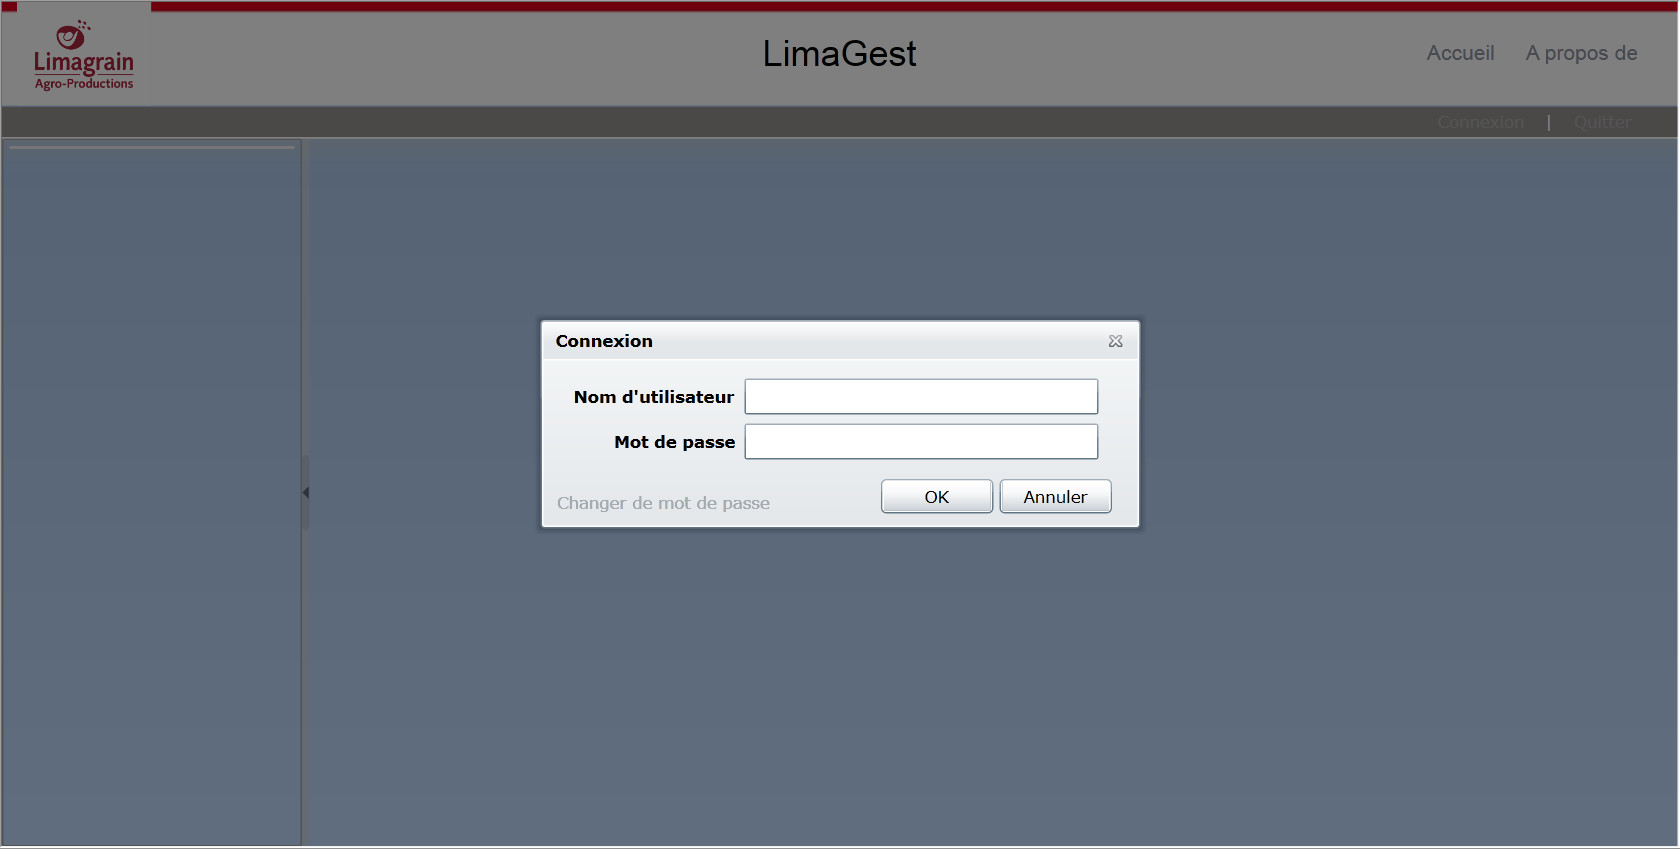 Limagrain
Agro-Productions
LimaGest
Accueil
A propos de
Connexion | Quitter
Connexion
Nom d'utilisateur
Mot de passe
Changer de mot de passe
OK
Annuler